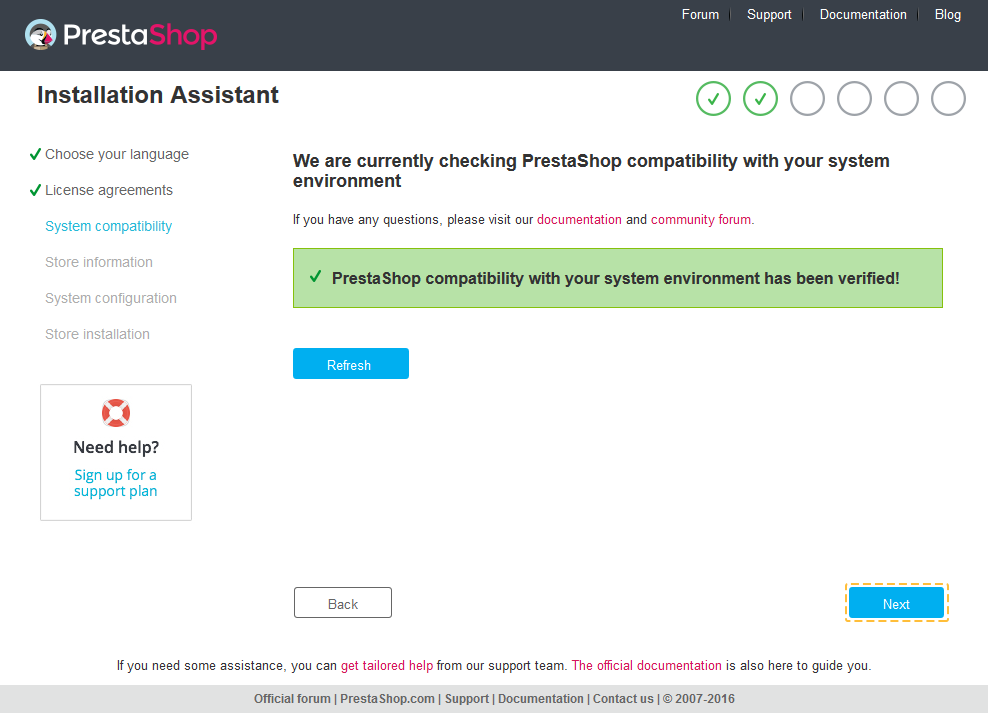 PrestaShop
Forum
Support
Documentation
Blog
Installation Assistant
Choose your language
License agreements
System compatibility
Store information
System configuration
Store installation
Need help?
Sign up for a
support plan
We are currently checking PrestaShop compatibility with your system
environment
If you have any questions, please visit our documentation and community forum.
PrestaShop compatibility with your system environment has been verified!
Refresh
Back
Next
If you need some assistance, you can get tailored help from our support team. The official documentation is also here to guide you.
Official forum | PrestaShop.com | Support | Documentation | Contact us | © 2007-2016